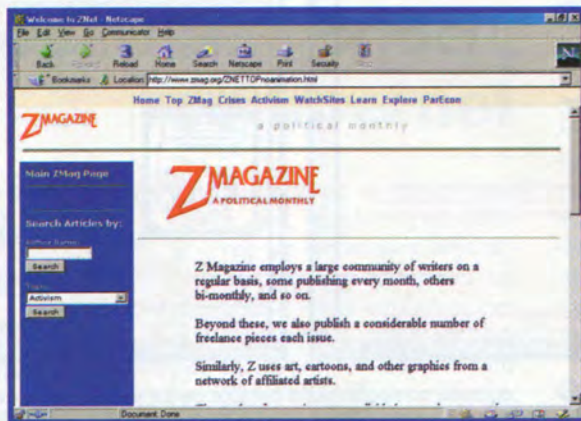 Welcome to ZNet - Netscape
File Edit View Go Communicator Help
Back Forward Reload Home Search Netscape Print Security Stop
Bookmarks Location: http://www.zmag.org/ZNETTOPnoanimation.html
Home Top ZMag Crises Activism WatchSites Learn Explore ParEcon
Z MAGAZINE
a political monthly
Main ZMag Page
Search Articles by:
Author Name:
Search
Topic:
Activism
Search
Z MAGAZINE
A POLITICAL MONTHLY
Z Magazine employs a large community of writers on a
regular basis, some publishing every month, others
bi-monthly, and so on.
Beyond these, we also publish a considerable number of
freelance pieces each issue.
Similarly, Z uses art, cartoons, and other graphics from a
network of affiliated artists.
Document: Done